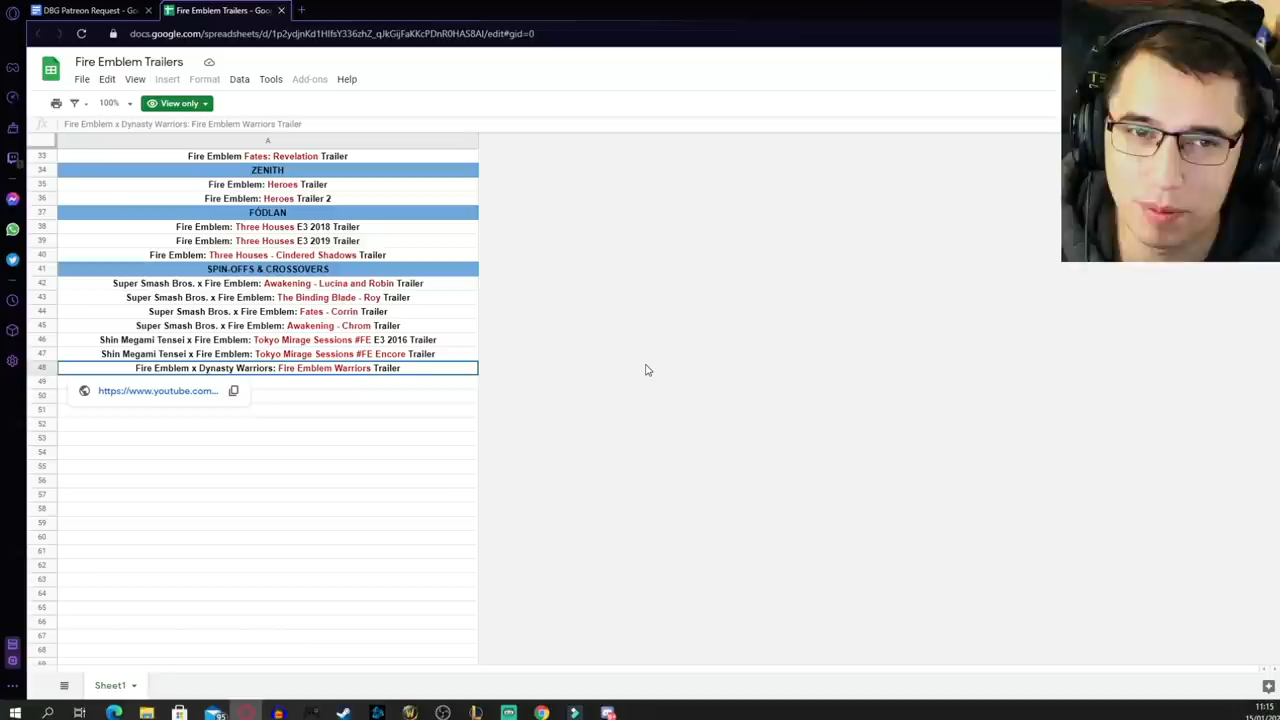 DBG Patreon Request - Go
Fire Emblem Trailers - Goo
docs.google.com/spreadsheets/d/
Fire Emblem Trailers
File Edit View Insert Format Data Tools Add-ons Help
100% View only
fx Fire Emblem x Dynasty Warriors: Fire Emblem Warriors Trailer
A
33 Fire Emblem Fates: Revelation Trailer
34 ZENITH
35 Fire Emblem: Heroes Trailer
36 Fire Emblem: Heroes Trailer 2
37 FÓDLAN
38 Fire Emblem: Three Houses E3 2018 Trailer
39 Fire Emblem: Three Houses E3 2019 Trailer
40 Fire Emblem: Three Houses - Cindered Shadows Trailer
41 SPIN-OFFS & CROSSOVERS
42 Super Smash Bros. x Fire Emblem: Awakening - Lucina and Robin Trailer
43 Super Smash Bros. x Fire Emblem: The Binding Blade - Roy Trailer
44 Super Smash Bros. x Fire Emblem: Fates - Corrin Trailer
45 Super Smash Bros. x Fire Emblem: Awakening - Chrom Trailer
46 Shin Megami Tensei x Fire Emblem: Tokyo Mirage Sessions #FE E3 2016 Trailer
47 Shin Megami Tensei x Fire Emblem: Tokyo Mirage Sessions #FE Encore Trailer
48 Fire Emblem x Dynasty Warriors: Fire Emblem Warriors Trailer
49
50 https://www.youtube.com...
51
52
53
54
55
56
57
58
59
60
61
62
63
64
65
66
67
68
69
Sheet1
95
11:15
15/01/202